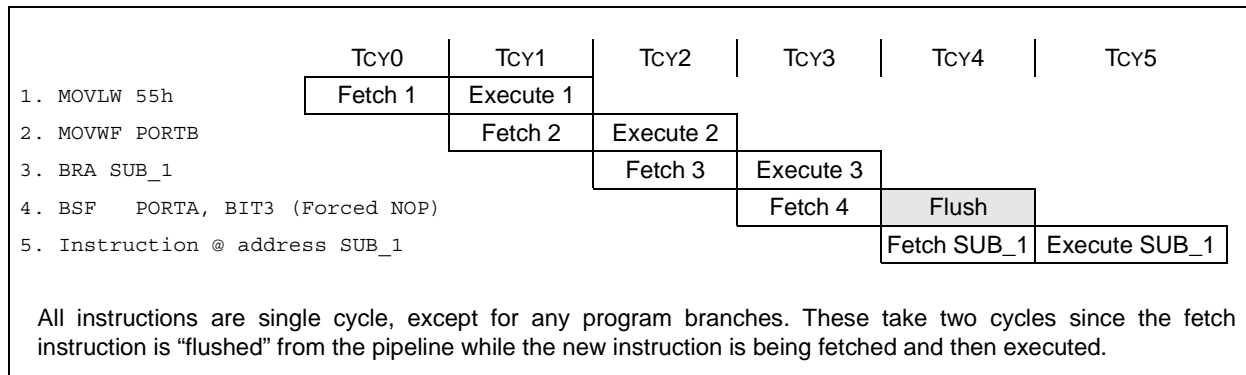 TCY0 TCY1 TCY2 TCY3 TCY4 TCY5
1. MOVLW 55h Fetch 1 Execute 1
2. MOVWF PORTB Fetch 2 Execute 2
3. BRA SUB_1 Fetch 3 Execute 3
4. BSF PORTA, BIT3 (Forced NOP) Fetch 4 Flush
5. Instruction @ address SUB_1 Fetch SUB_1 Execute SUB_1
All instructions are single cycle, except for any program branches. These take two cycles since the fetch
instruction is “flushed” from the pipeline while the new instruction is being fetched and then executed.